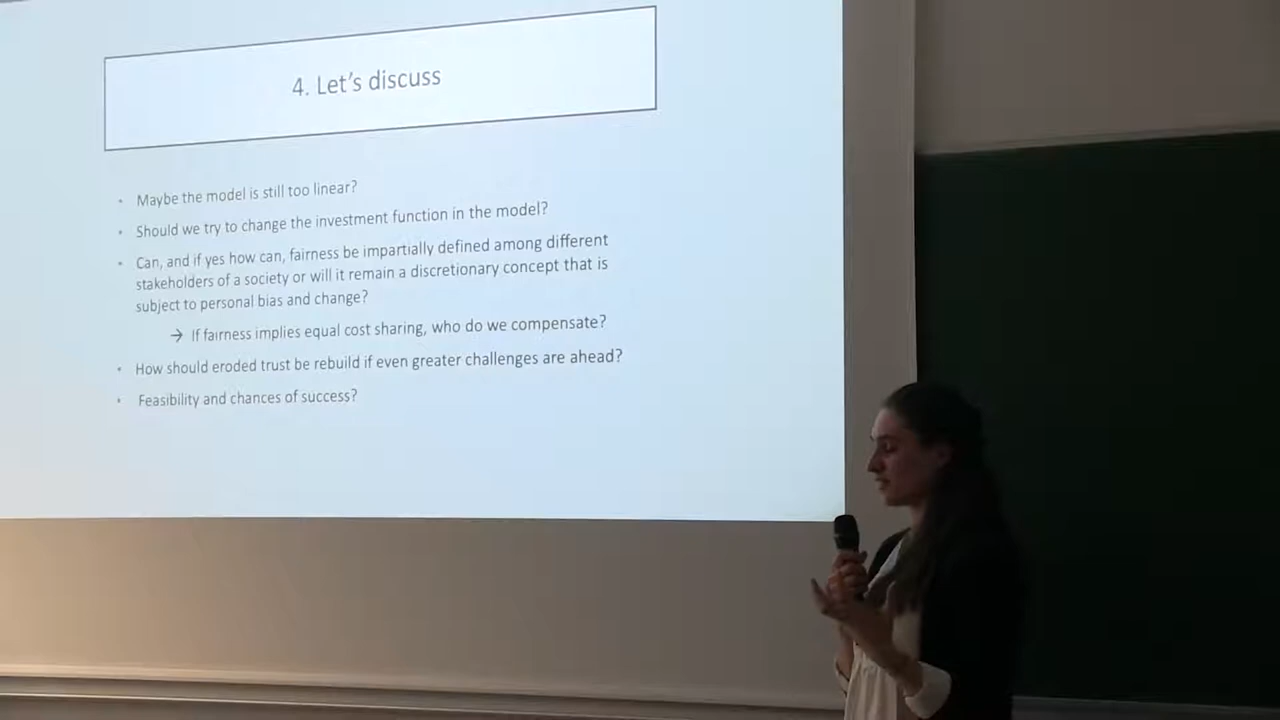 4. Let's discuss
• Maybe the model is still too linear?
• Should we try to change the investment function in the model?
• Can, and if yes how can, fairness be impartially defined among different
stakeholders of a society or will it remain a discretionary concept that is
subject to personal bias and change?
→ If fairness implies equal cost sharing, who do we compensate?
• How should eroded trust be rebuild if even greater challenges are ahead?
• Feasibility and chances of success?